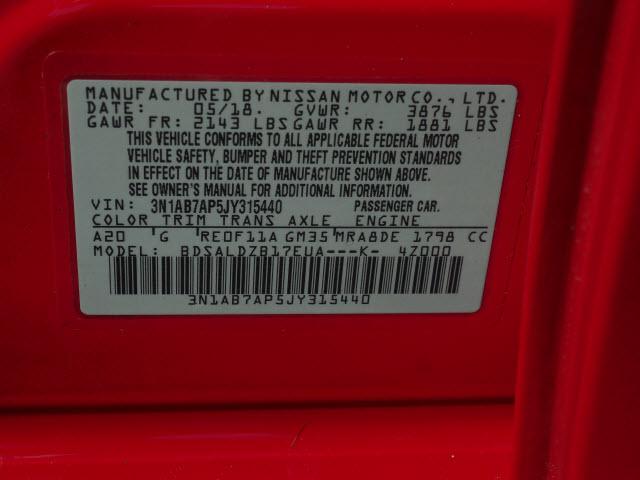 MANUFACTURED BY NISSAN MOTOR CO., LTD.
DATE: 05/18. GVWR: 3876 LBS
GAWR FR: 2143 LBS GAWR RR: 1881 LBS
THIS VEHICLE CONFORMS TO ALL APPLICABLE FEDERAL MOTOR
VEHICLE SAFETY, BUMPER AND THEFT PREVENTION STANDARDS
IN EFFECT ON THE DATE OF MANUFACTURE SHOWN ABOVE.
SEE OWNER'S MANUAL FOR ADDITIONAL INFORMATION.
VIN: 3N1AB7AP5JY315440 PASSENGER CAR.
COLOR TRIM TRANS AXLE ENGINE
A20 G RE0F11A GM35 MRA8DE 1798 CC
MODEL: BDSALDZB17EUA---K- 4Z000
3N1AB7AP5JY315440